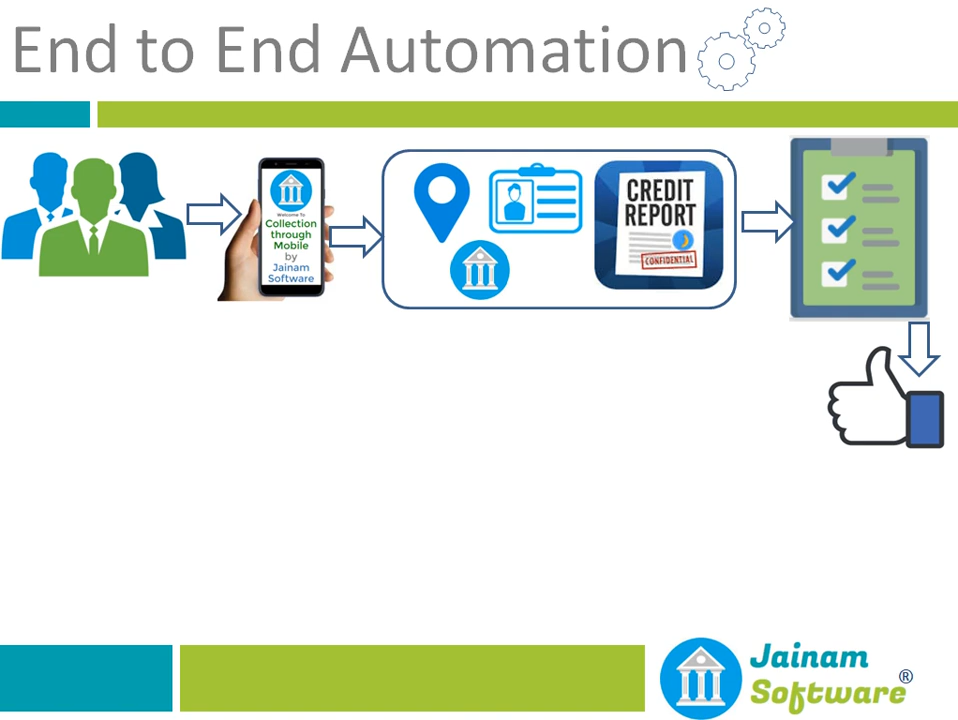 End to End Automation
Welcome To
Collection
through
Mobile
by
Jainam
Software
CREDIT
REPORT
CONFIDENTIAL
Jainam
Software®